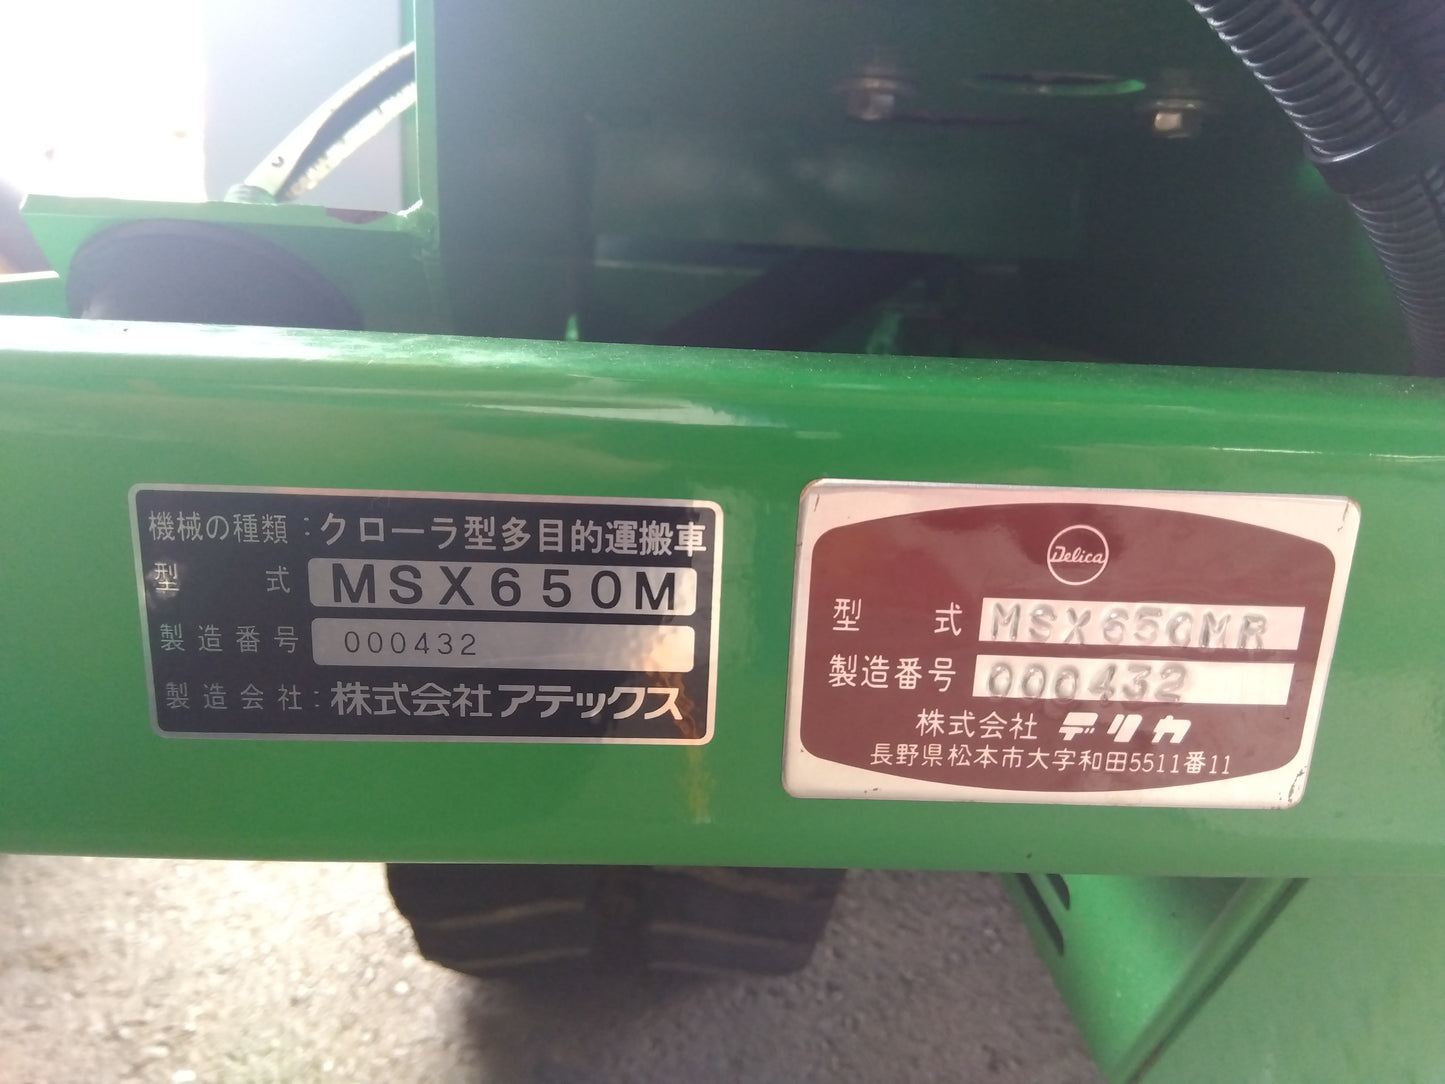 機械の種類：クローラ型多目的運搬車
型 式 MSX650M
製造番号 000432
製造会社：株式会社アテックス
Delica
型 式 MSX650MR
製造番号 000432
株式会社 デリカ
長野県松本市大字和田5511番11